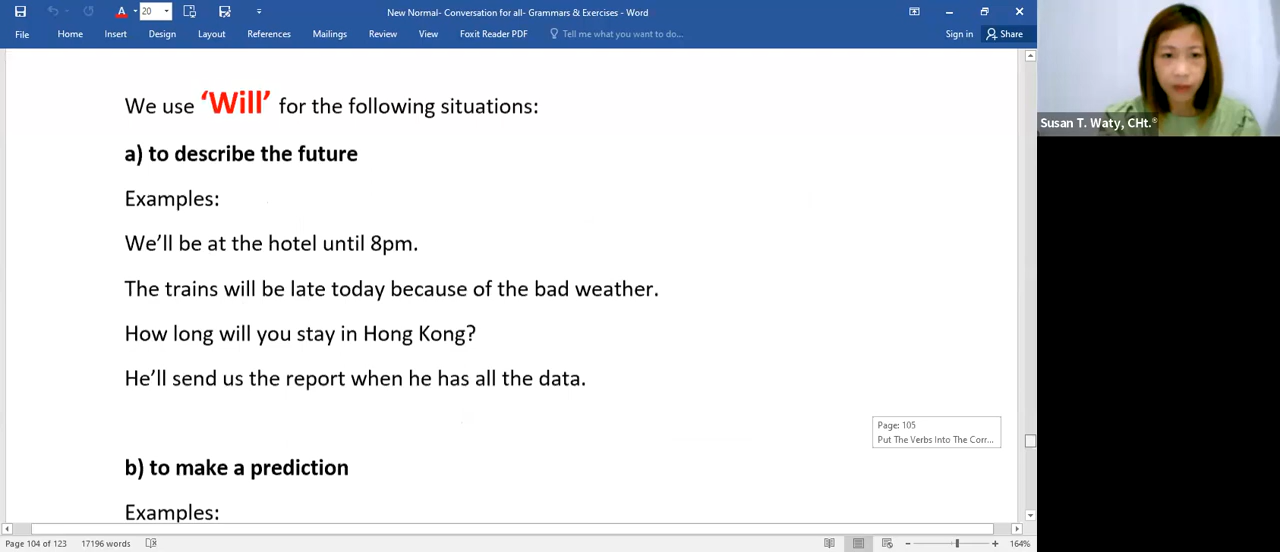 A 20 New Normal- Conversation for all- Grammars & Exercises - Word
File Home Insert Design Layout References Mailings Review View Foxit Reader PDF Tell me what you want to do... Sign in Share
We use ‘Will’ for the following situations:
a) to describe the future
Examples:
We’ll be at the hotel until 8pm.
The trains will be late today because of the bad weather.
How long will you stay in Hong Kong?
He’ll send us the report when he has all the data.
Page: 105
Put The Verbs Into The Corr...
b) to make a prediction
Examples:
Page 104 of 123 17196 words 164%
Susan T. Waty, CHt.®